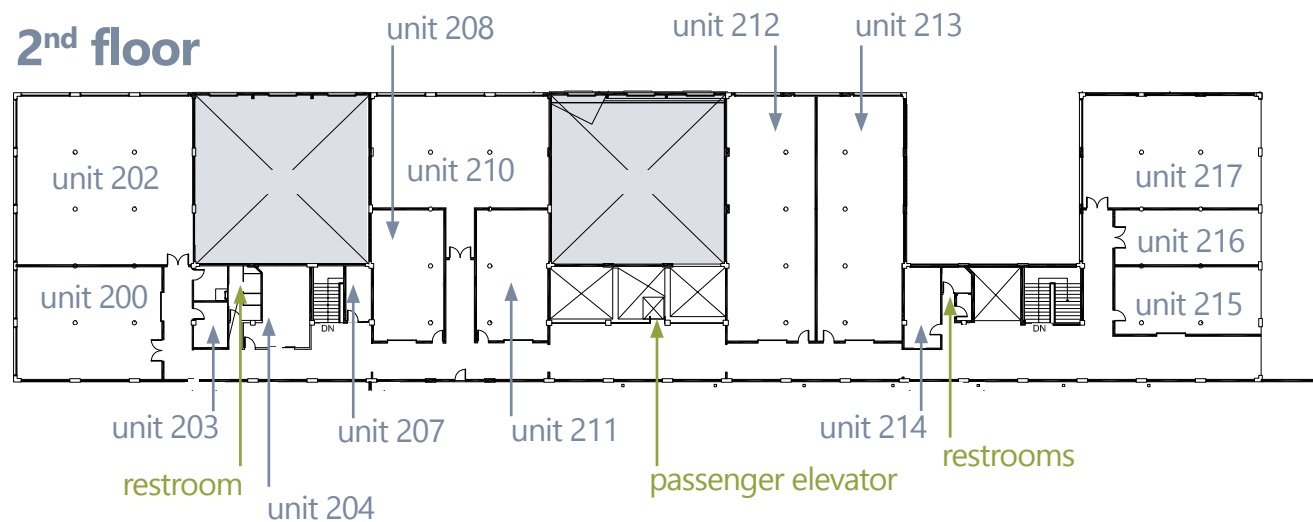 2nd floor
unit 208
unit 212
unit 213
unit 202
unit 210
unit 217
unit 216
unit 200
unit 215
DN
DN
unit 203
unit 207
unit 211
unit 214
restrooms
restroom
passenger elevator
unit 204